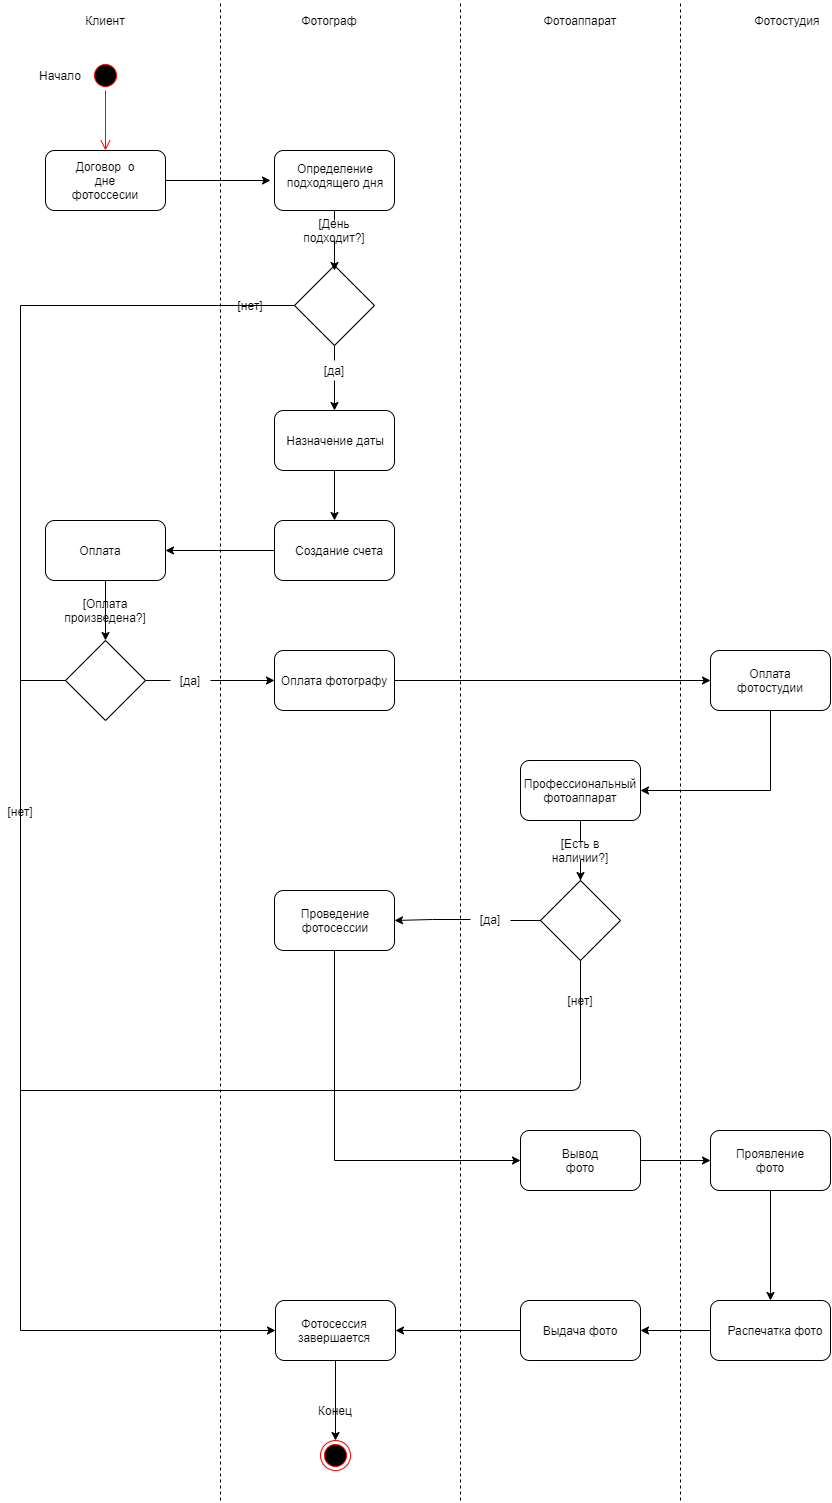 Клиент
Фотограф
Фотоаппарат
Фотостудия
Начало
Договор о
дне
фотоссесии
Определение
подходящего дня
[День
подходит?]
[нет]
[да]
Назначение даты
Оплата
Создание счета
[Оплата
произведена?]
[да]
Оплата фотографу
Оплата
фотостудии
Профессиональный
фотоаппарат
[нет]
[Есть в
наличии?]
Проведение
фотосессии
[да]
[нет]
Вывод
фото
Проявление
фото
Фотосессия
завершается
Выдача фото
Распечатка фото
Конец